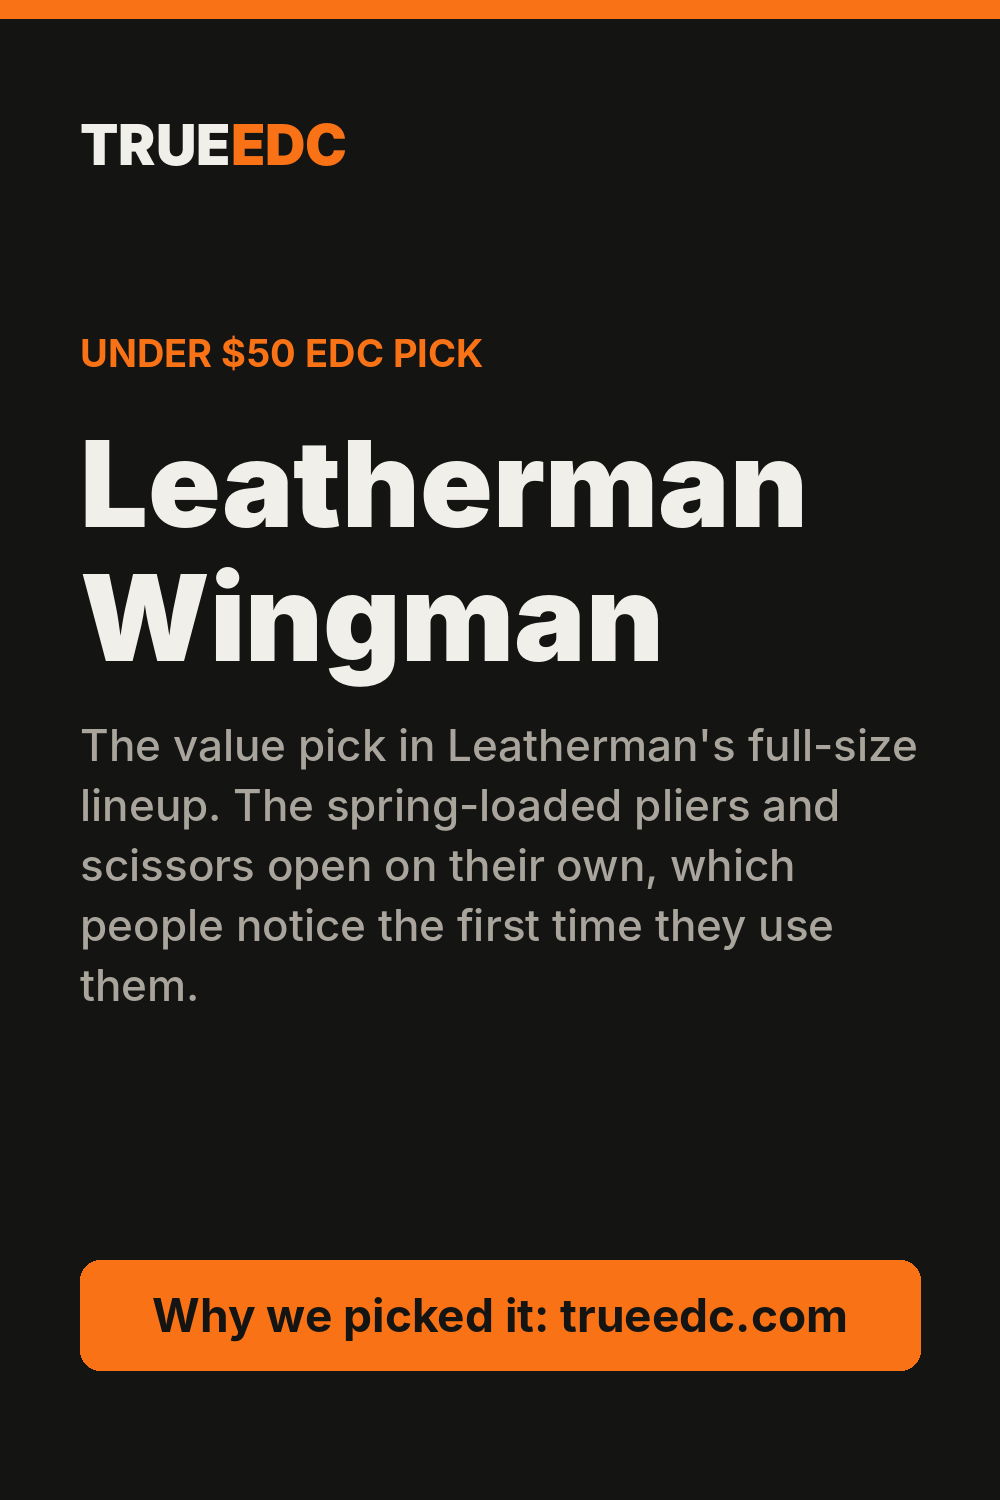 TRUEEDC
UNDER $50 EDC PICK
Leatherman
Wingman
The value pick in Leatherman's full-size
lineup. The spring-loaded pliers and
scissors open on their own, which
people notice the first time they use
them.
Why we picked it: trueedc.com